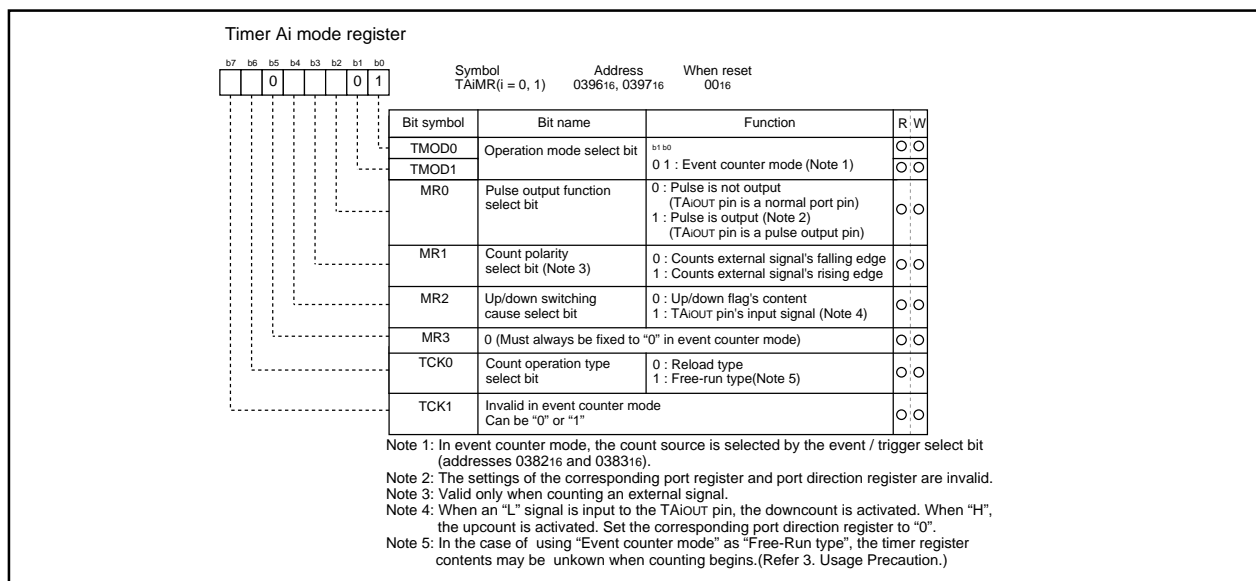 Timer Ai mode register
b7 b6 b5 b4 b3 b2 b1 b0
0 0 1
Symbol Address When reset
TAiMR(i = 0, 1) 039616, 039716 0016
Bit symbol Bit name Function R W
TMOD0 Operation mode select bit b1 b0
TMOD1 0 1 : Event counter mode (Note 1)
MR0 Pulse output function select bit
0 : Pulse is not output
(TAiOUT pin is a normal port pin)
1 : Pulse is output (Note 2)
(TAiOUT pin is a pulse output pin)
MR1 Count polarity select bit (Note 3)
0 : Counts external signal's falling edge
1 : Counts external signal's rising edge
MR2 Up/down switching cause select bit
0 : Up/down flag's content
1 : TAiOUT pin's input signal (Note 4)
MR3 0 (Must always be fixed to “0” in event counter mode)
TCK0 Count operation type select bit
0 : Reload type
1 : Free-run type(Note 5)
TCK1 Invalid in event counter mode
Can be “0” or “1”
Note 1: In event counter mode, the count source is selected by the event / trigger select bit
(addresses 038216 and 038316).
Note 2: The settings of the corresponding port register and port direction register are invalid.
Note 3: Valid only when counting an external signal.
Note 4: When an “L” signal is input to the TAiOUT pin, the downcount is activated. When “H”,
the upcount is activated. Set the corresponding port direction register to “0”.
Note 5: In the case of using “Event counter mode” as “Free-Run type”, the timer register
contents may be unkown when counting begins.(Refer 3. Usage Precaution.)